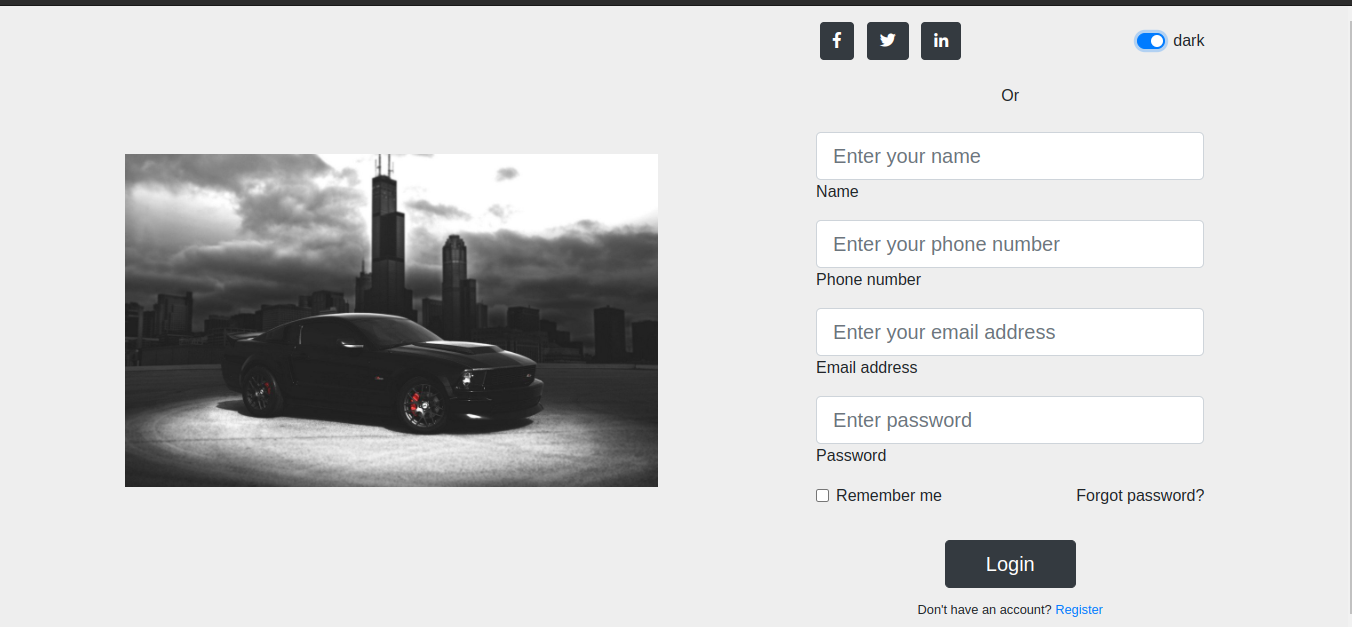 dark
Or
Enter your name
Name
Enter your phone number
Phone number
Enter your email address
Email address
Enter password
Password
Remember me Forgot password?
Login
Don't have an account? Register